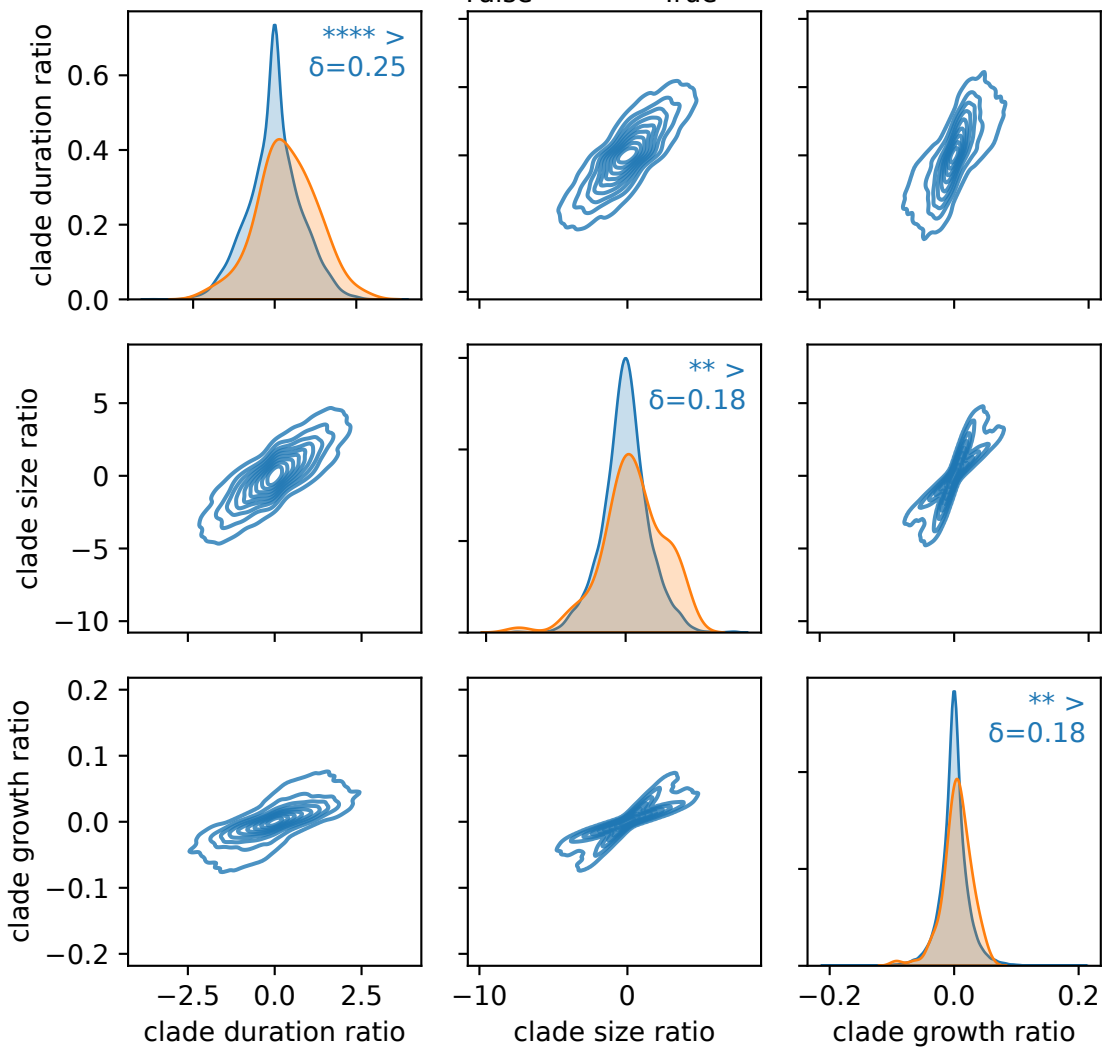 False True
clade duration ratio
0.6
0.4
0.2
0.0
**** >
δ=0.25
clade size ratio
5
0
−5
−10
** >
δ=0.18
clade growth ratio
0.2
0.1
0.0
−0.1
−0.2
** >
δ=0.18
−2.5 0.0 2.5
−10 0
−0.2 0.0 0.2
clade duration ratio
clade size ratio
clade growth ratio